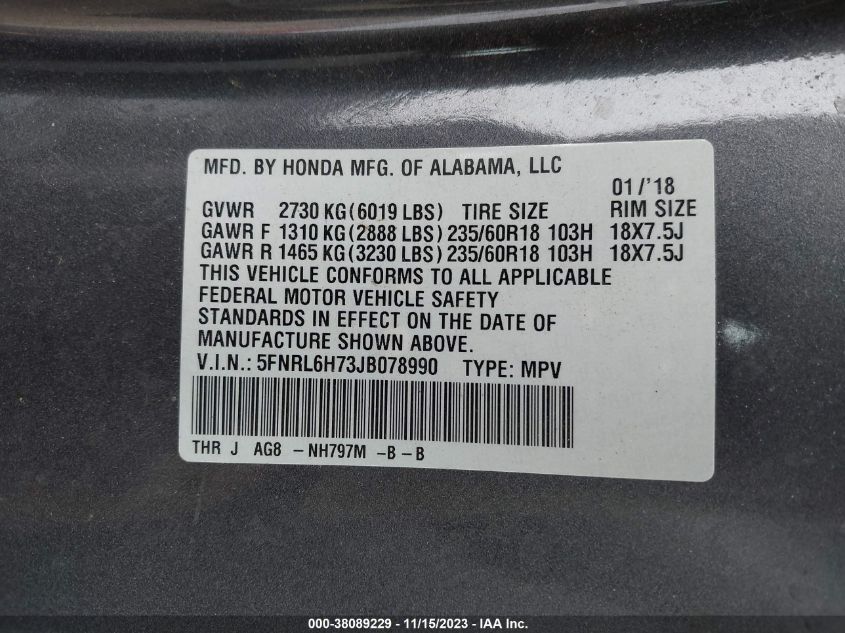 MFD. BY HONDA MFG. OF ALABAMA, LLC
01/'18
GVWR 2730 KG(6019 LBS) TIRE SIZE RIM SIZE
GAWR F 1310 KG(2888 LBS) 235/60R18 103H 18X7.5J
GAWR R 1465 KG(3230 LBS) 235/60R18 103H 18X7.5J
THIS VEHICLE CONFORMS TO ALL APPLICABLE
FEDERAL MOTOR VEHICLE SAFETY
STANDARDS IN EFFECT ON THE DATE OF
MANUFACTURE SHOWN ABOVE.
V.I.N.: 5FNRL6H73JB078990 TYPE: MPV
THR J AG8 - NH797M -B -B
000-38089229 - 11/15/2023 - IAA Inc.